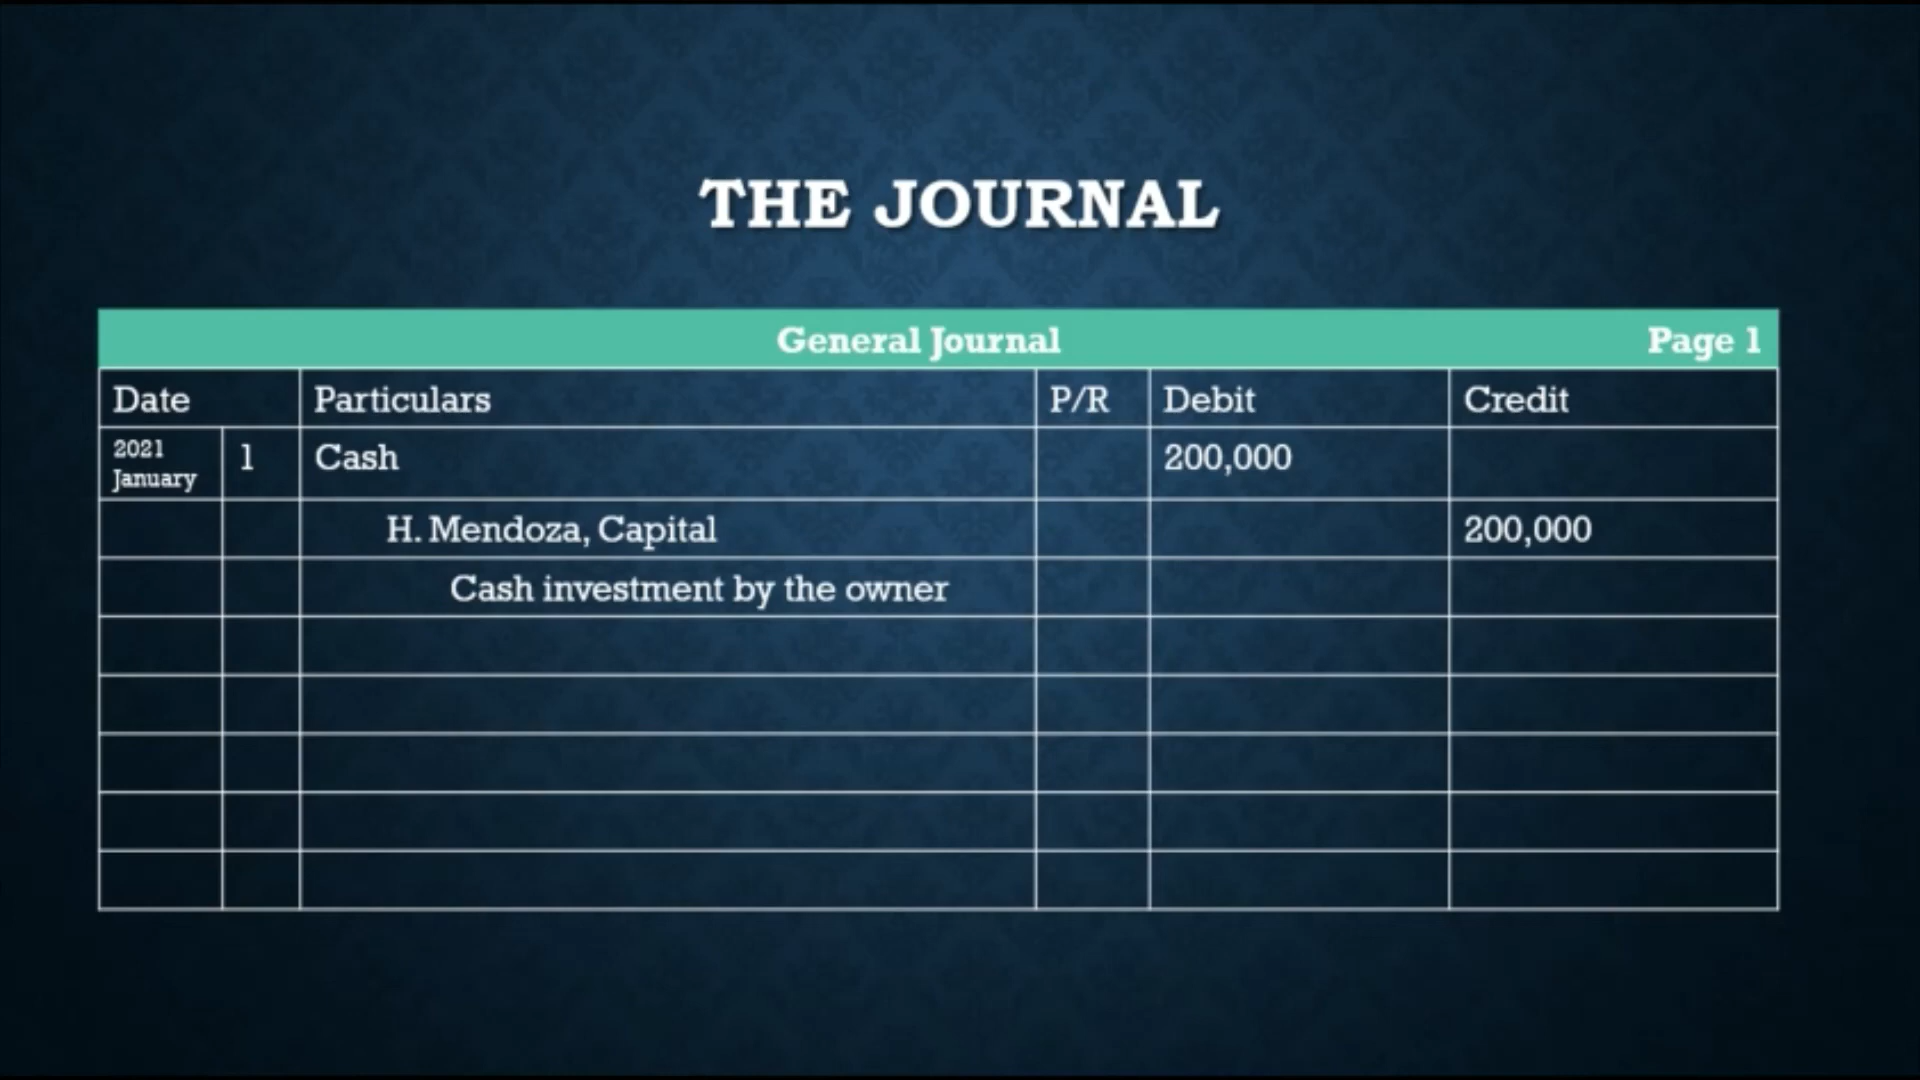 THE JOURNAL
General Journal Page 1
Date Particulars P/R Debit Credit
2021
January 1 Cash 200,000
H. Mendoza, Capital 200,000
Cash investment by the owner